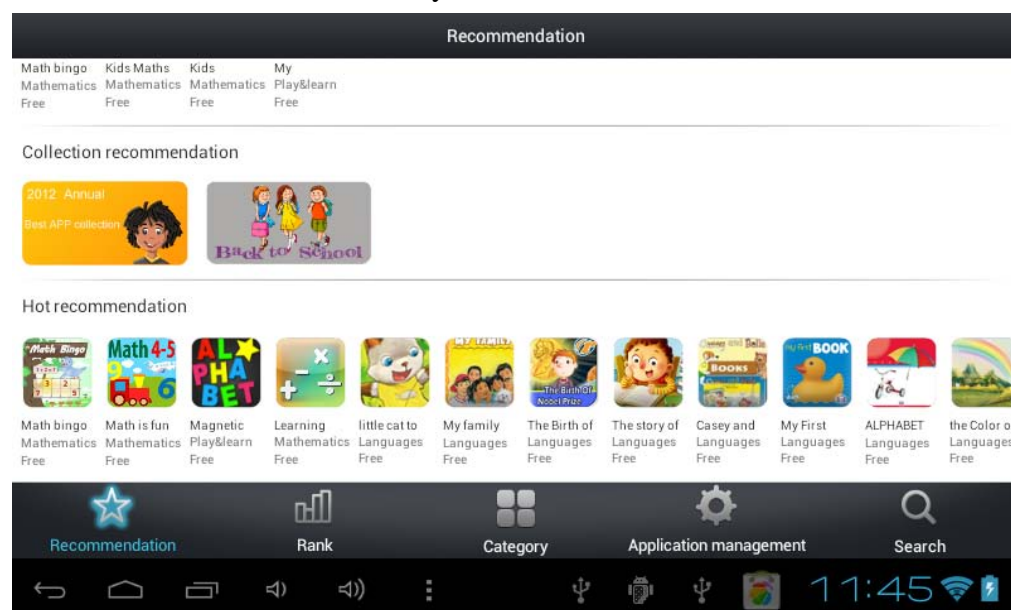 Recommendation
Math bingo Kids Maths Kids My
Mathematics Mathematics Mathematics Play&learn
Free Free Free Free
Collection recommendation
2012 Annual
Best APP collection
Back to School
Hot recommendation
Math Bingo Math 4-5 ALPHABET MY FAMILY The Birth Of Nobel Prize BOOKS My First BOOK
Math bingo Math is fun Magnetic Learning little cat to My family The Birth of The story of Casey and My First ALPHABET the Color o
Mathematics Mathematics Play&learn Mathematics Languages Languages Languages Languages Languages Languages Languages Languages
Free Free Free Free Free Free Free Free Free Free Free Free
Recommendation Rank Category Application management Search
11:45